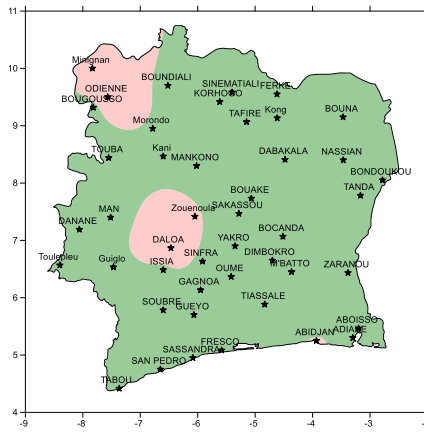 11
10
9
8
7
6
5
4
-9 -8 -7 -6 -5 -4 -3 -2
Minignan
BOUNDIALI
SINEMATIALI
FERKE
ODIENNE
KORHOGO
BOUGOUSSO
TAFIRE
Kong
BOUNA
Morondo
TOUBA
Kani
MANKONO
DABAKALA
NASSIAN
BONDOUKOU
TANDA
BOUAKE
MAN
Zouenoula
SAKASSOU
DANANE
BOCANDA
DALOA
YAKRO
Toulepleu
Guiglo
ISSIA
SINFRA
DIMBOKRO
M'BATTO
ZARANOU
OUME
GAGNOA
SOUBRE
GUEYO
TIASSALE
ABOISSO
ADIAKE
ABIDJAN
FRESCO
SASSANDRA
SAN PEDRO
TABOU